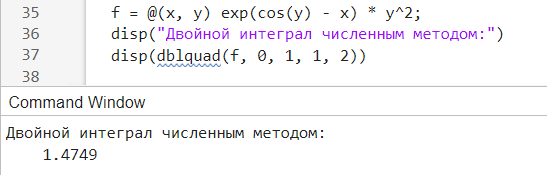 35 f = @(x, y) exp(cos(y) - x) * y^2;
36 disp("Двойной интеграл численным методом:")
37 disp(dblquad(f, 0, 1, 1, 2))
38
Command Window
Двойной интеграл численным методом:
1.4749